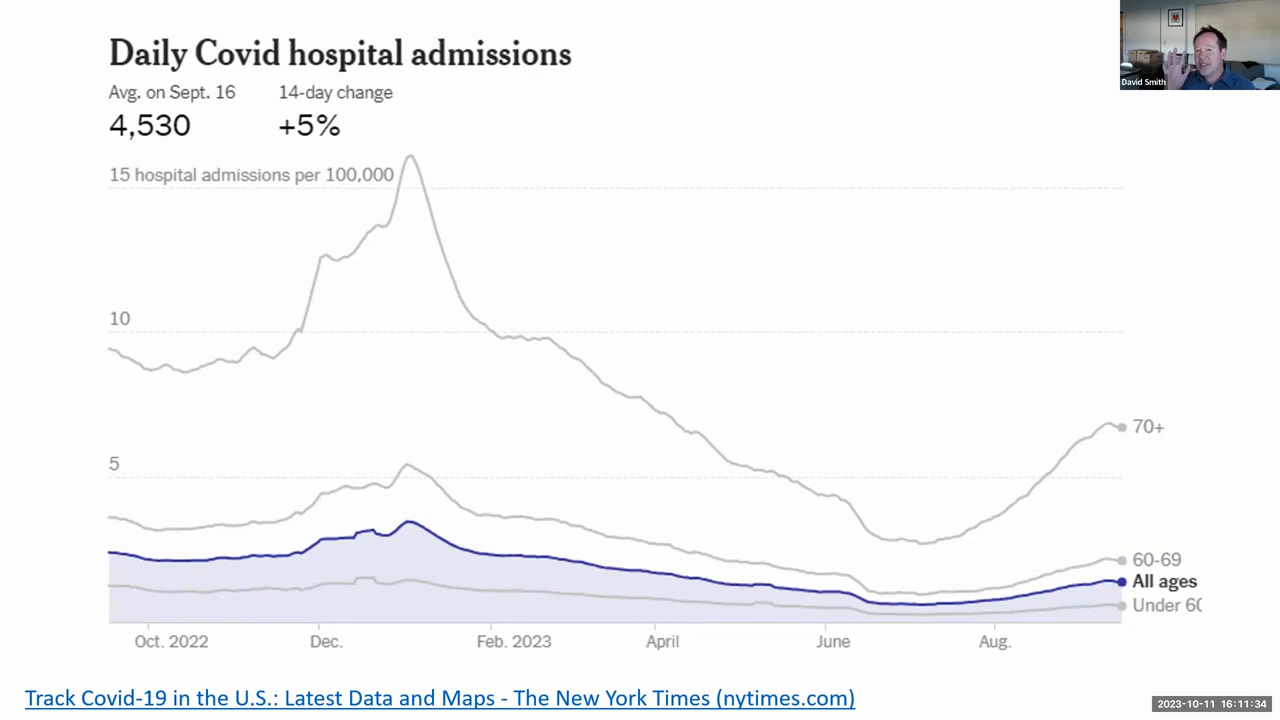 Daily Covid hospital admissions
David Smith
Avg. on Sept. 16
14-day change
4,530
+5%
15 hospital admissions per 100,000
10
5
70+
60-69
All ages
Under 60
Oct. 2022
Dec.
Feb. 2023
April
June
Aug.
Track Covid-19 in the U.S.: Latest Data and Maps - The New York Times (nytimes.com)
2023-10-11 16:11:34